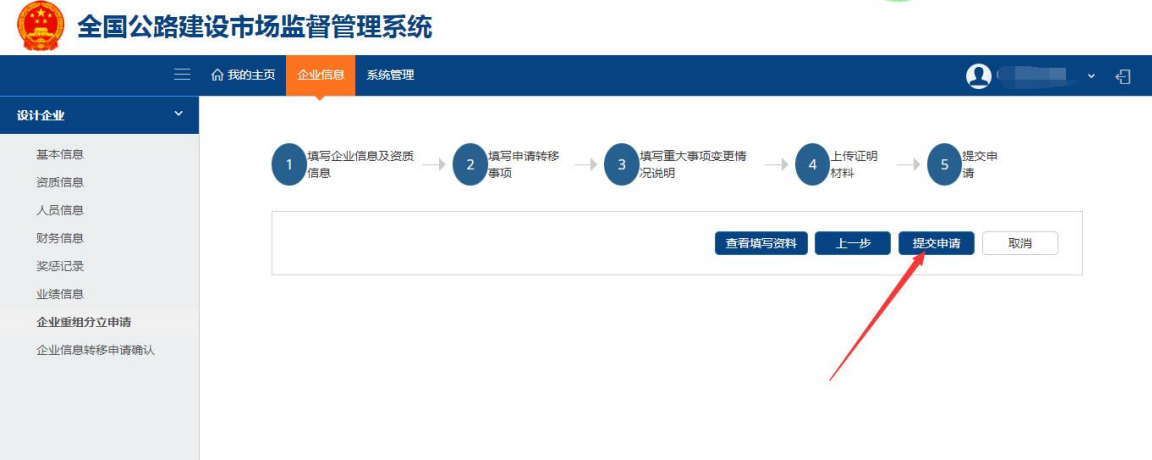 全国公路建设市场监督管理系统
我的主页 企业信息 系统管理
设计企业
基本信息
资质信息
人员信息
财务信息
奖惩记录
业绩信息
企业重组分立申请
企业信息转移申请确认
1 填写企业信息及资质
信息
2 填写申请转移
事项
3 填写重大事项变更情
况说明
4 上传证明
材料
5 提交申
请
查看填写资料 上一步 提交申请 取消